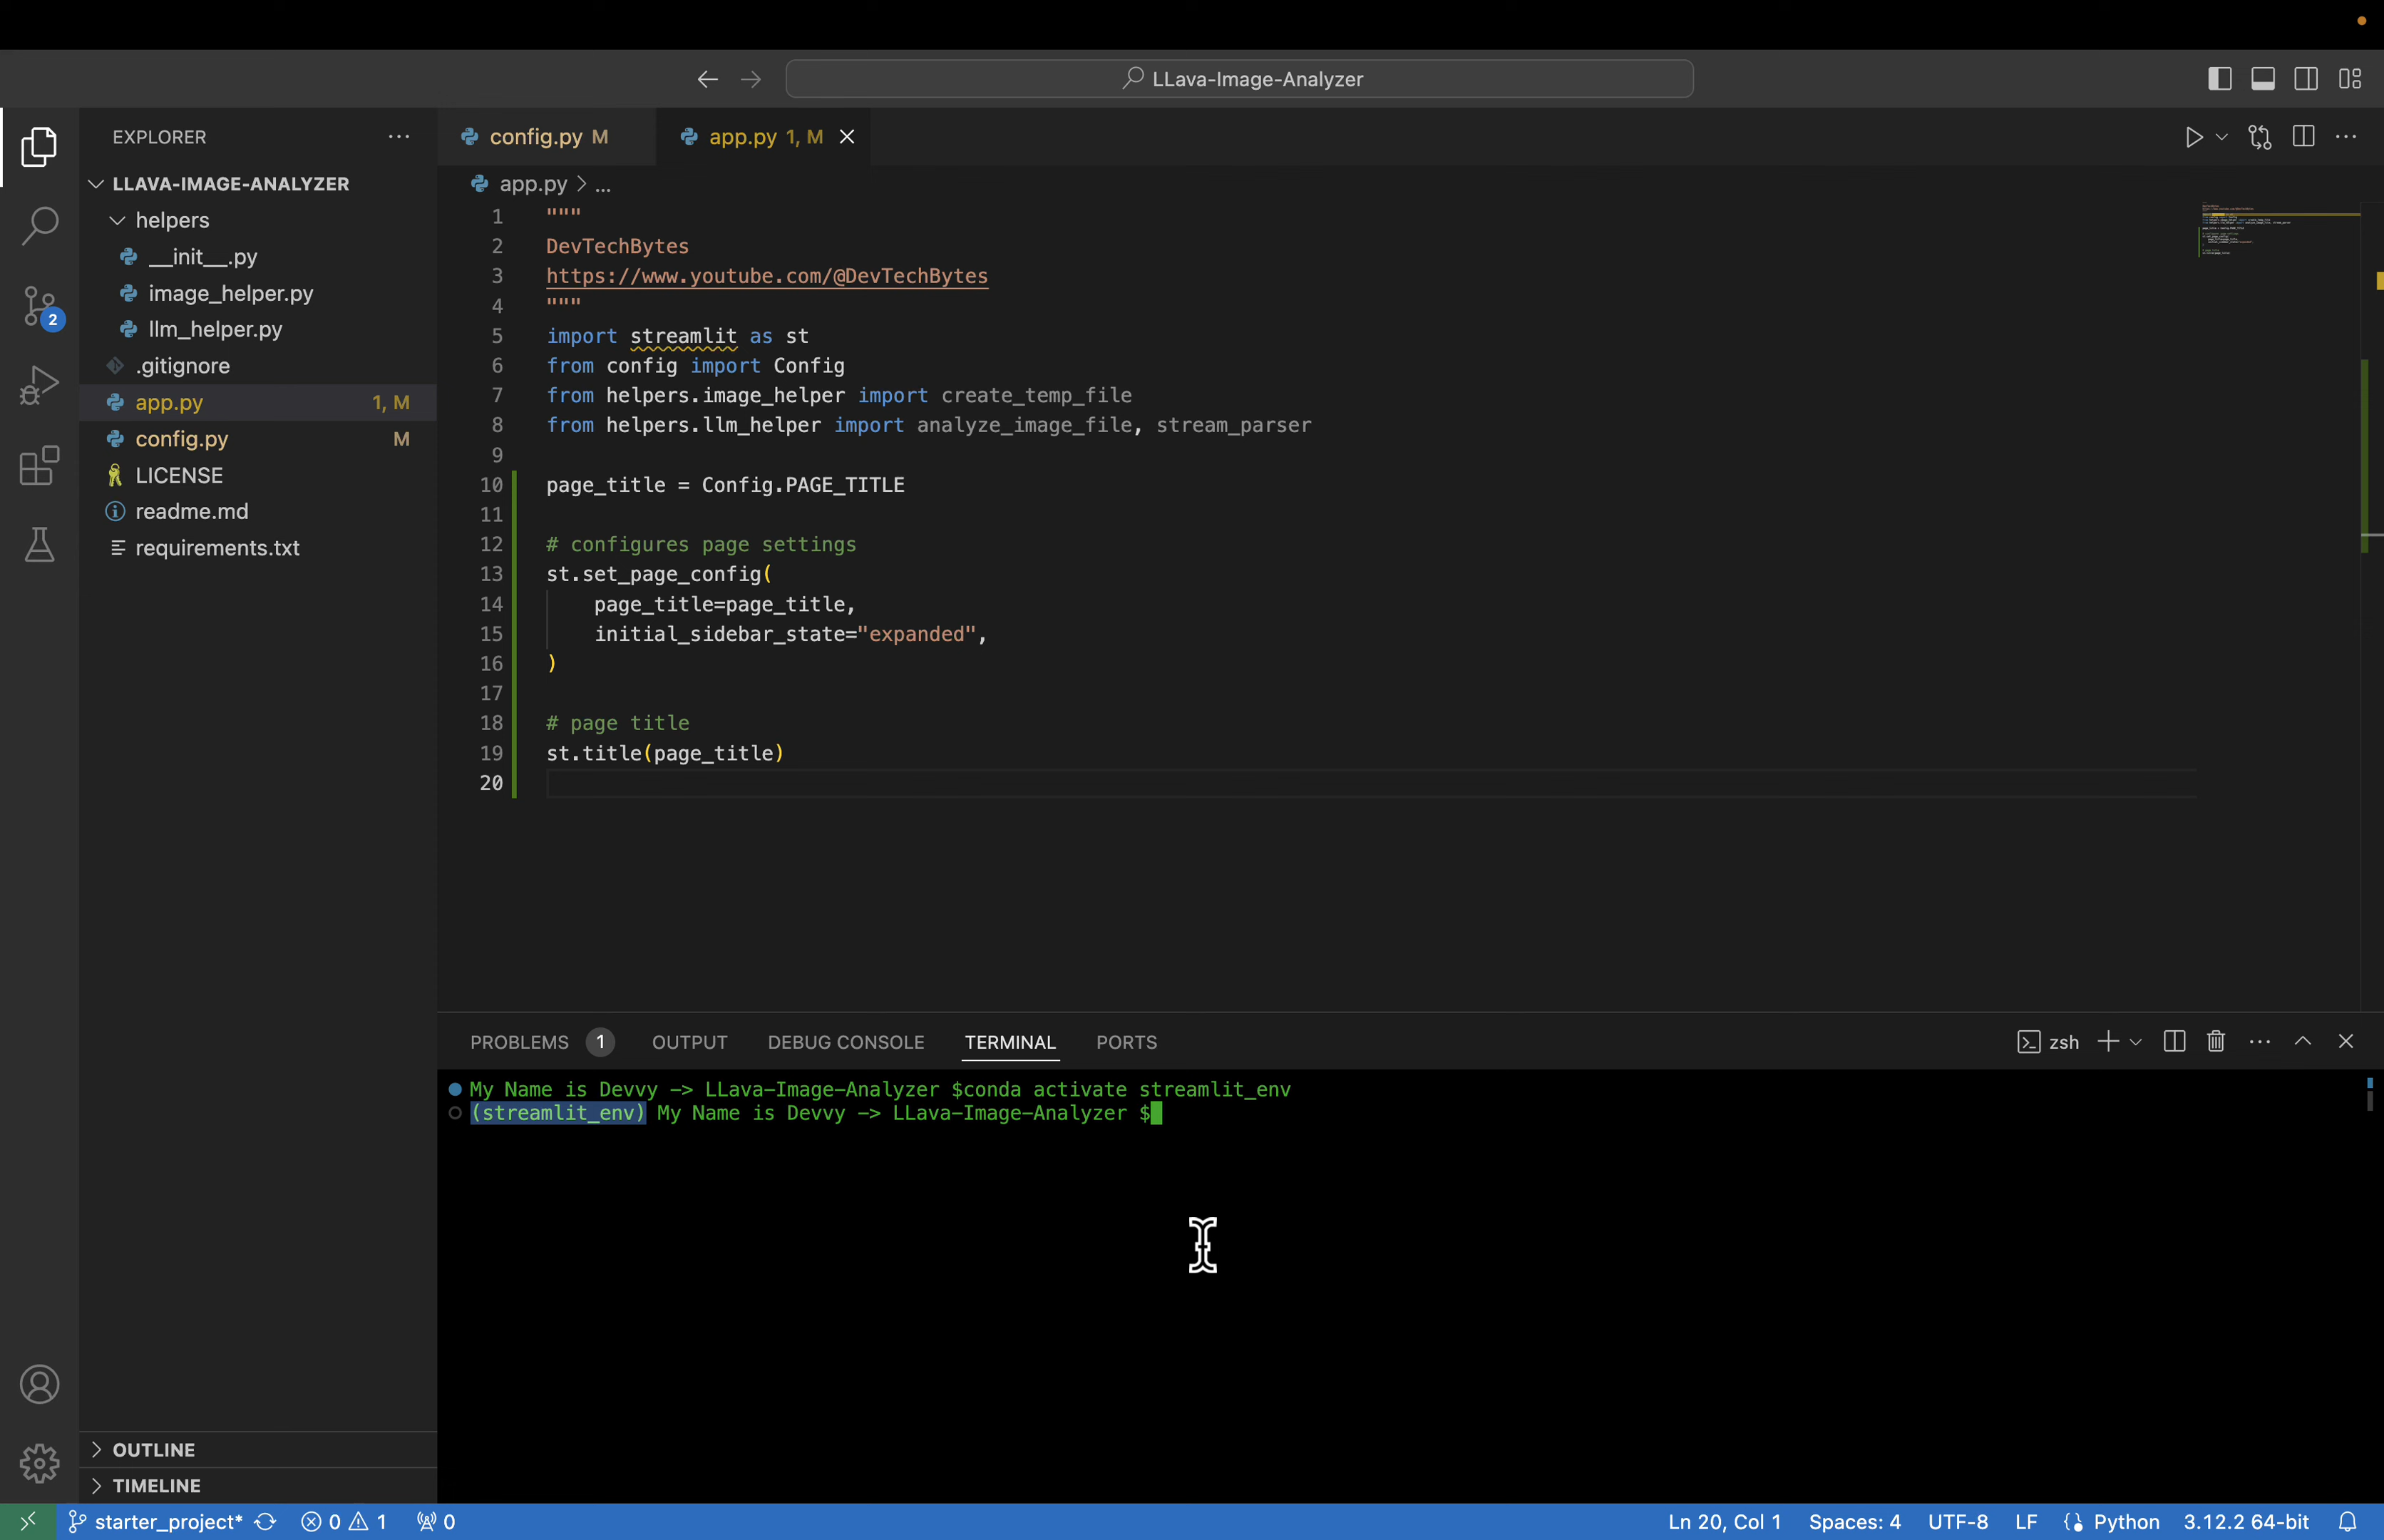 LLava-Image-Analyzer
EXPLORER
LLAVA-IMAGE-ANALYZER
helpers
__init__.py
image_helper.py
llm_helper.py
.gitignore
app.py 1, M
config.py M
LICENSE
readme.md
requirements.txt
2
OUTLINE
TIMELINE
config.py M
app.py 1, M
app.py > ...
1 """
2 DevTechBytes
3 https://www.youtube.com/@DevTechBytes
4 """
5 import streamlit as st
6 from config import Config
7 from helpers.image_helper import create_temp_file
8 from helpers.llm_helper import analyze_image_file, stream_parser
9
10 page_title = Config.PAGE_TITLE
11
12 # configures page settings
13 st.set_page_config(
14     page_title=page_title,
15     initial_sidebar_state="expanded",
16 )
17
18 # page title
19 st.title(page_title)
20
PROBLEMS 1 OUTPUT DEBUG CONSOLE TERMINAL PORTS zsh
My Name is Devvy -> LLava-Image-Analyzer $conda activate streamlit_env
(streamlit_env) My Name is Devvy -> LLava-Image-Analyzer $
starter_project* 0 1 0 Ln 20, Col 1 Spaces: 4 UTF-8 LF Python 3.12.2 64-bit